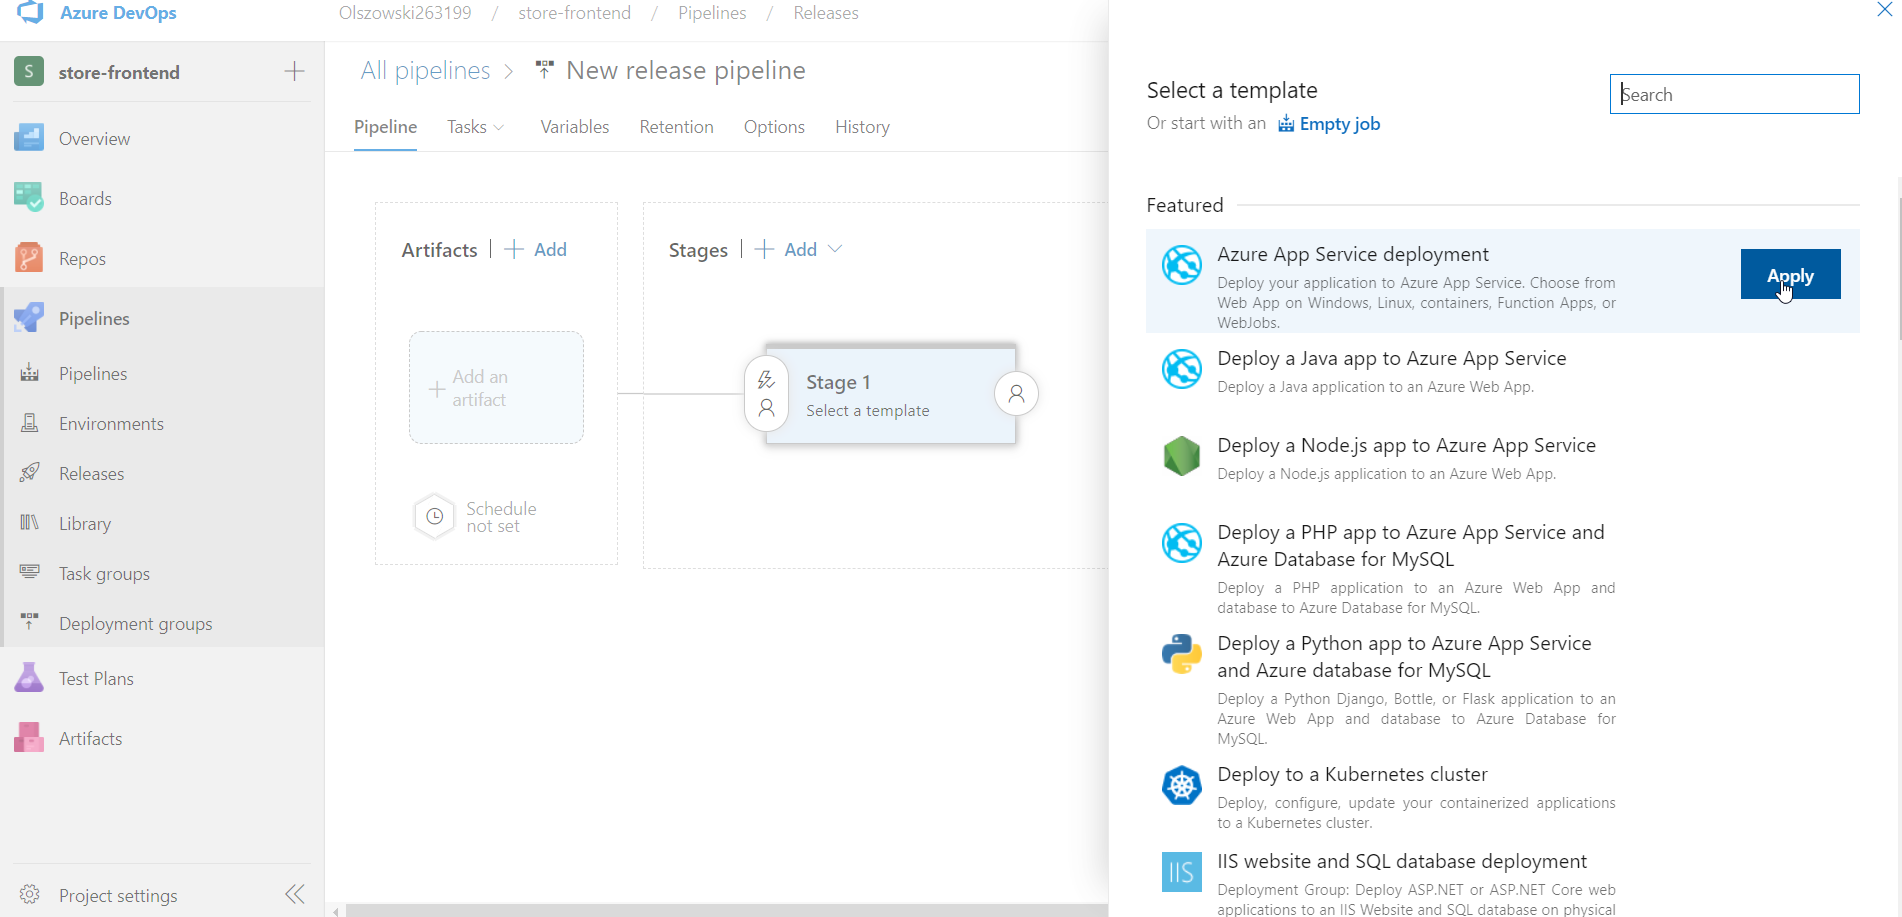 Azure DevOps
Olszowski263199 / store-frontend / Pipelines / Releases
S store-frontend
Overview
Boards
Repos
Pipelines
Pipelines
Environments
Releases
Library
Task groups
Deployment groups
Test Plans
Artifacts
Project settings
All pipelines > New release pipeline
Pipeline Tasks Variables Retention Options History
Artifacts | + Add
Add an
artifact
Schedule
not set
Stages | + Add
Stage 1
Select a template
Select a template
Or start with an Empty job
Search
Featured
Azure App Service deployment
Deploy your application to Azure App Service. Choose from
Web App on Windows, Linux, containers, Function Apps, or
WebJobs.
Apply
Deploy a Java app to Azure App Service
Deploy a Java application to an Azure Web App.
Deploy a Node.js app to Azure App Service
Deploy a Node.js application to an Azure Web App.
Deploy a PHP app to Azure App Service and
Azure Database for MySQL
Deploy a PHP application to an Azure Web App and
database to Azure Database for MySQL.
Deploy a Python app to Azure App Service
and Azure database for MySQL
Deploy a Python Django, Bottle, or Flask application to an
Azure Web App and database to Azure Database for
MySQL.
Deploy to a Kubernetes cluster
Deploy, configure, update your containerized applications
to a Kubernetes cluster.
IIS
IIS website and SQL database deployment
Deployment Group: Deploy ASP.NET or ASP.NET Core web
applications to an IIS Website and SQL database on physical